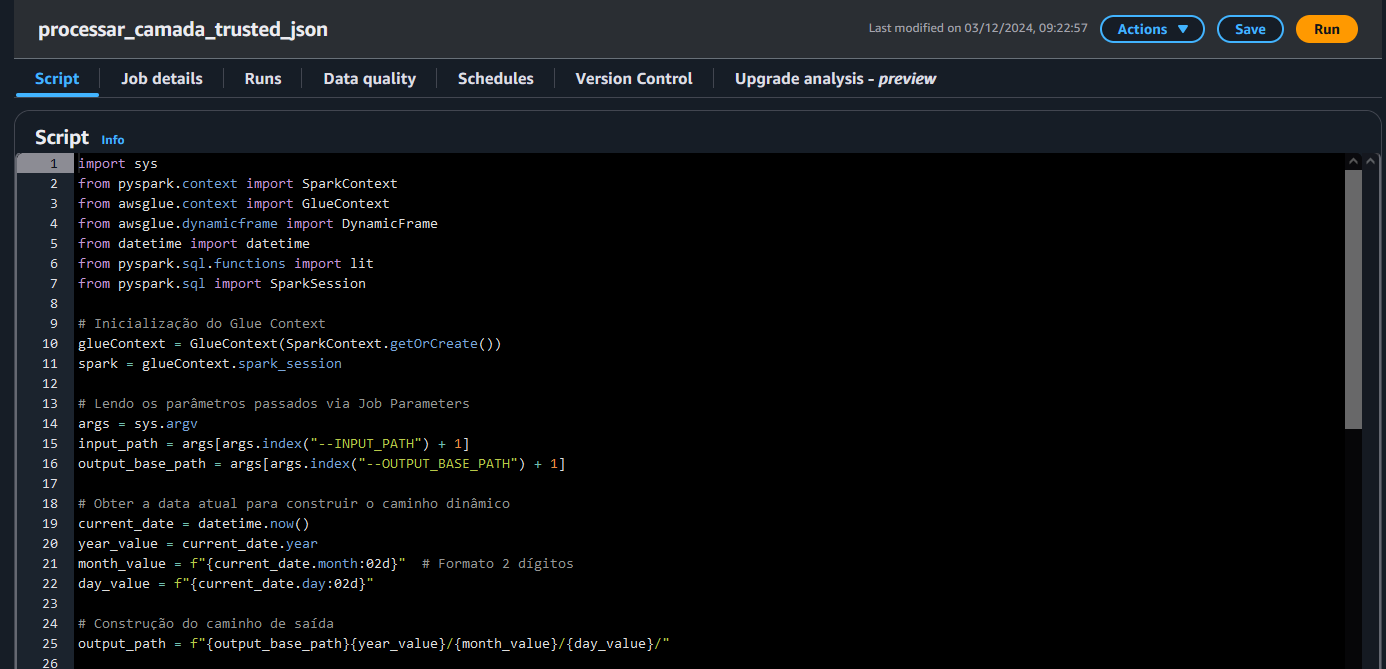 processar_camada_trusted_json
Last modified on 03/12/2024, 09:22:57
Actions
Save
Run
Script
Job details
Runs
Data quality
Schedules
Version Control
Upgrade analysis - preview
Script Info
1 import sys
2 from pyspark.context import SparkContext
3 from awsglue.context import GlueContext
4 from awsglue.dynamicframe import DynamicFrame
5 from datetime import datetime
6 from pyspark.sql.functions import lit
7 from pyspark.sql import SparkSession
8
9 # Inicialização do Glue Context
10 glueContext = GlueContext(SparkContext.getOrCreate())
11 spark = glueContext.spark_session
12
13 # Lendo os parâmetros passados via Job Parameters
14 args = sys.argv
15 input_path = args[args.index("--INPUT_PATH") + 1]
16 output_base_path = args[args.index("--OUTPUT_BASE_PATH") + 1]
17
18 # Obter a data atual para construir o caminho dinâmico
19 current_date = datetime.now()
20 year_value = current_date.year
21 month_value = f"{current_date.month:02d}"  # Formato 2 dígitos
22 day_value = f"{current_date.day:02d}"
23
24 # Construção do caminho de saída
25 output_path = f"{output_base_path}{year_value}/{month_value}/{day_value}/"
26